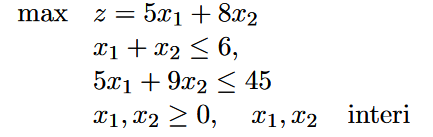 max z = 5x₁ + 8x₂
x₁ + x₂ ≤ 6,
5x₁ + 9x₂ ≤ 45
x₁, x₂ ≥ 0, x₁, x₂ interi